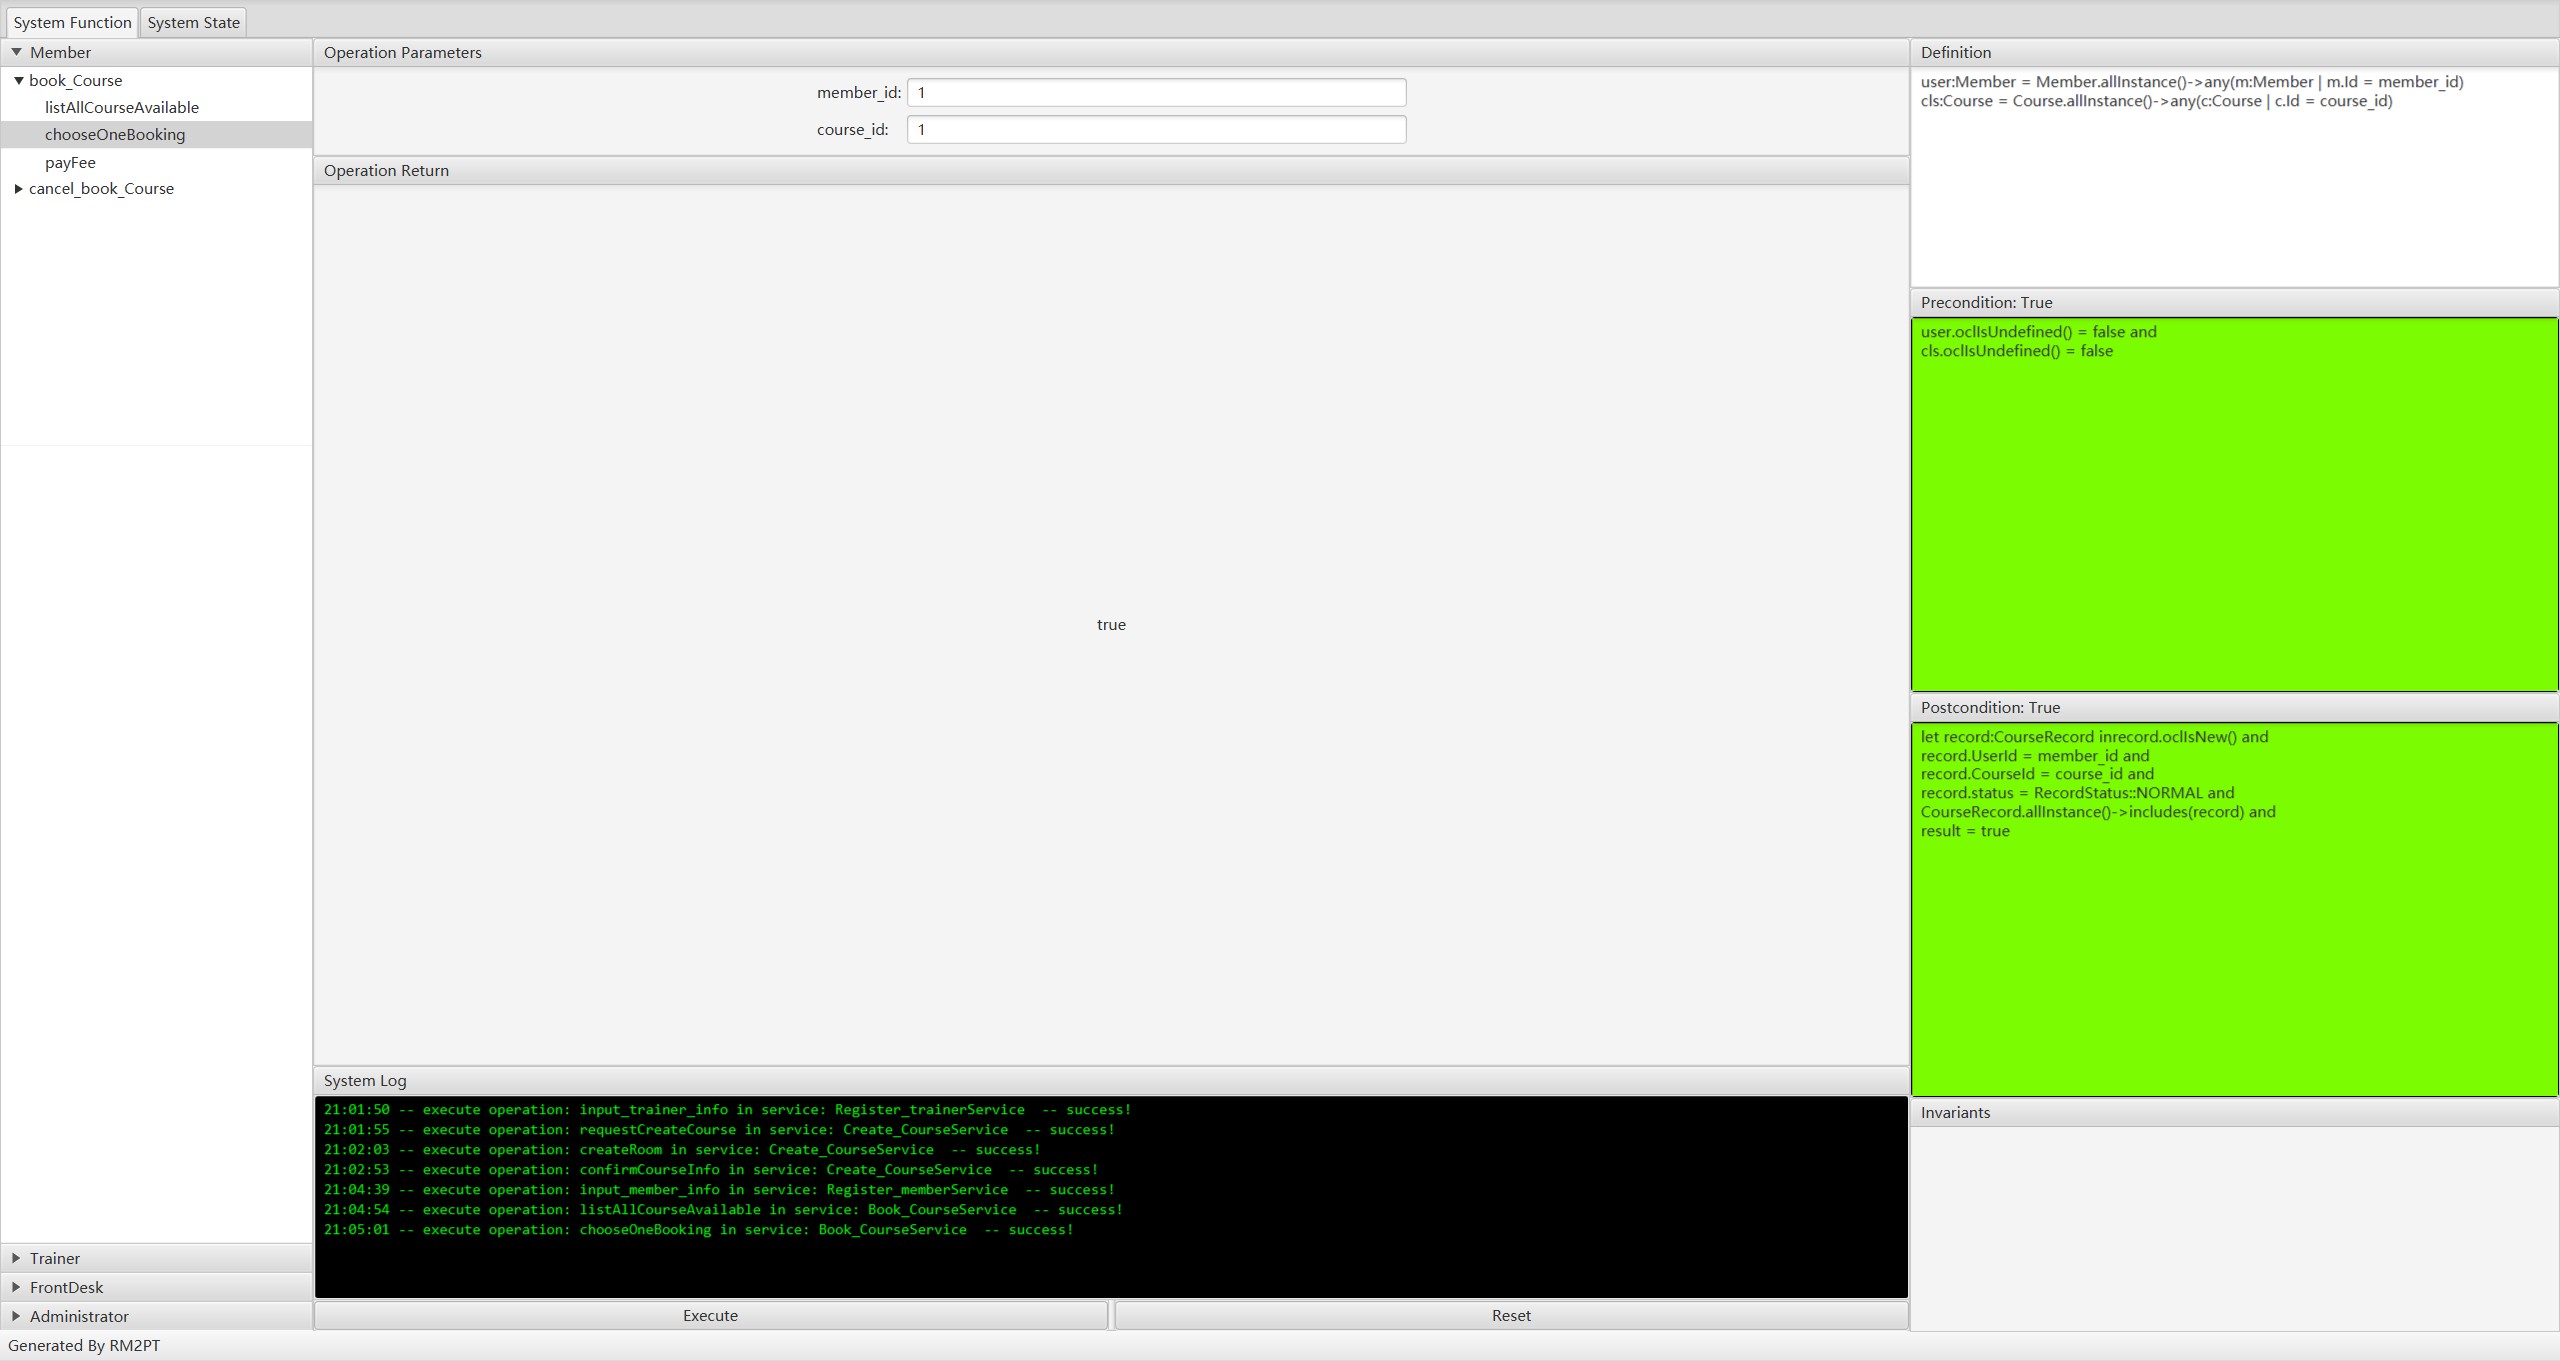 System Function
System State
Member
book_Course
listAllCourseAvailable
chooseOneBooking
payFee
cancel_book_Course
Trainer
FrontDesk
Administrator
Operation Parameters
member_id: 1
course_id: 1
Operation Return
true
System Log
21:01:50 -- execute operation: input_trainer_info in service: Register_trainerService  -- success!
21:01:55 -- execute operation: requestCreateCourse in service: Create_CourseService  -- success!
21:02:03 -- execute operation: createRoom in service: Create_CourseService  -- success!
21:02:53 -- execute operation: confirmCourseInfo in service: Create_CourseService  -- success!
21:04:39 -- execute operation: input_member_info in service: Register_memberService  -- success!
21:04:54 -- execute operation: listAllCourseAvailable in service: Book_CourseService  -- success!
21:05:01 -- execute operation: chooseOneBooking in service: Book_CourseService  -- success!
Execute
Reset
Definition
user:Member = Member.allInstance()->any(m:Member | m.Id = member_id)
cls:Course = Course.allInstance()->any(c:Course | c.Id = course_id)
Precondition: True
user.oclIsUndefined() = false and
cls.oclIsUndefined() = false
Postcondition: True
let record:CourseRecord inrecord.oclIsNew() and
record.UserId = member_id and
record.CourseId = course_id and
record.status = RecordStatus::NORMAL and
CourseRecord.allInstance()->includes(record) and
result = true
Invariants
Generated By RM2PT